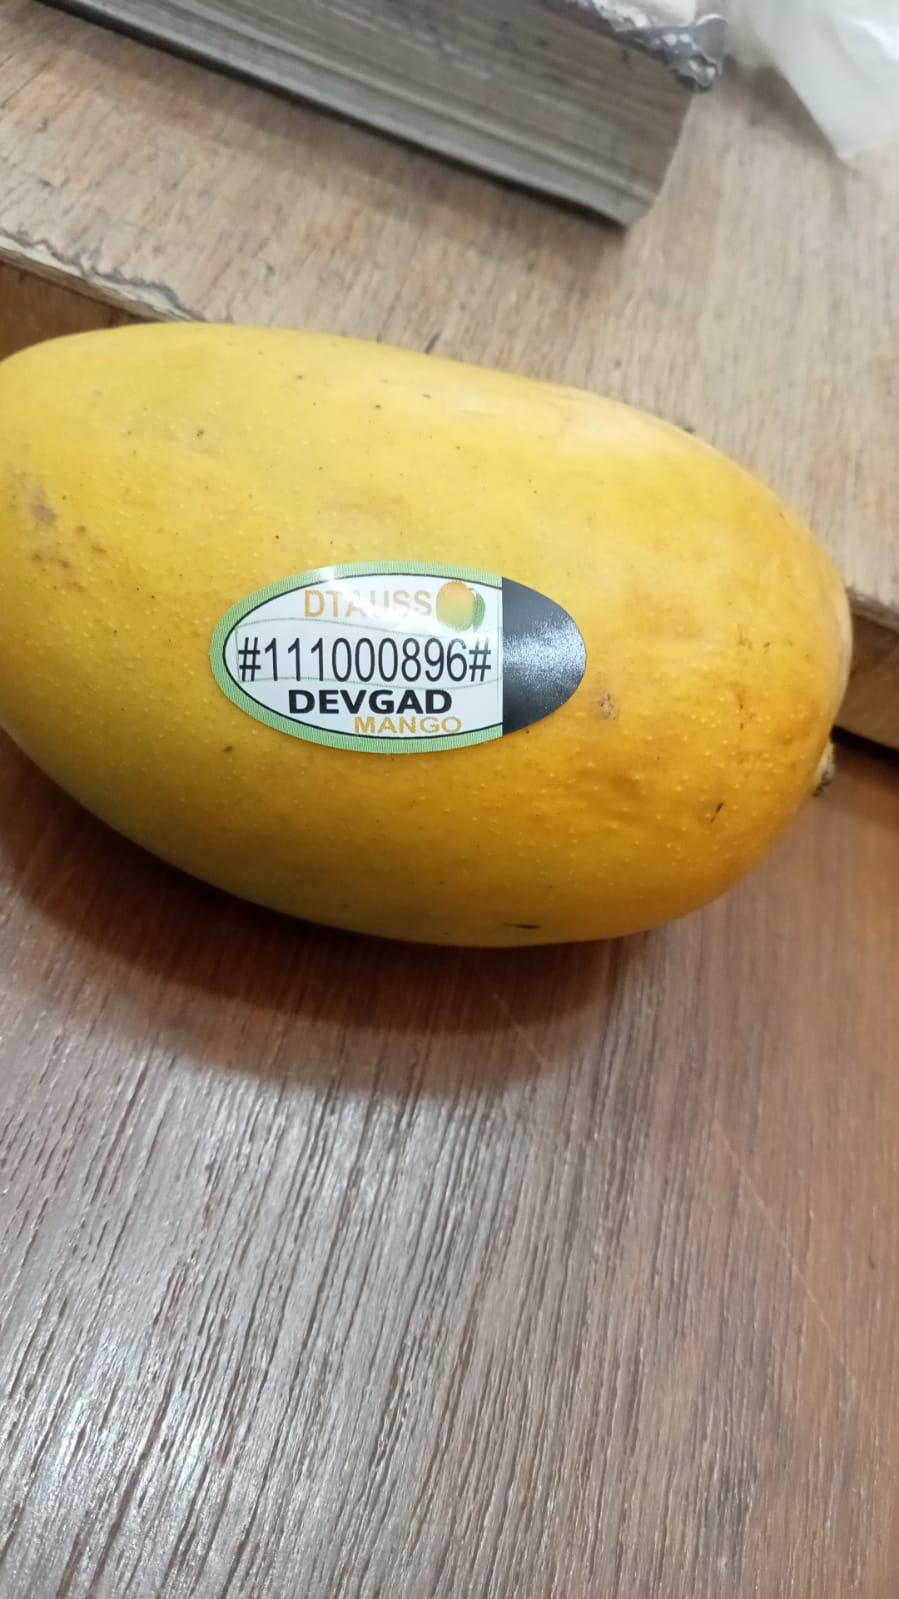 DTAUSS
#111000896#
DEVGAD
MANGO